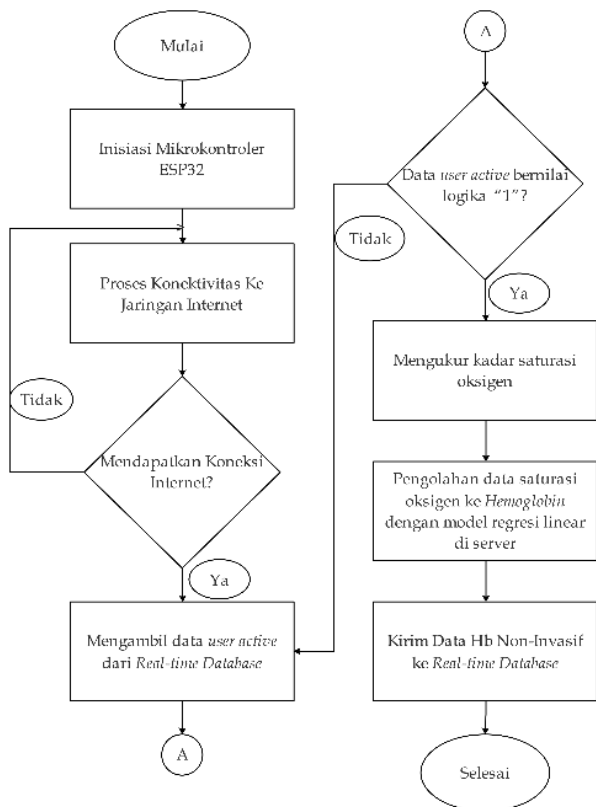 Mulai
Inisiasi Mikrokontroler
ESP32
Proses Konektivitas Ke
Jaringan Internet
Tidak
Mendapatkan Koneksi
Internet?
Ya
Mengambil data user active
dari Real-time Database
A
A
Data user active bernilai
logika “1”?
Tidak
Ya
Mengukur kadar saturasi
oksigen
Pengolahan data saturasi
oksigen ke Hemoglobin
dengan model regresi linear
di server
Kirim Data Hb Non-Invasif
ke Real-time Database
Selesai